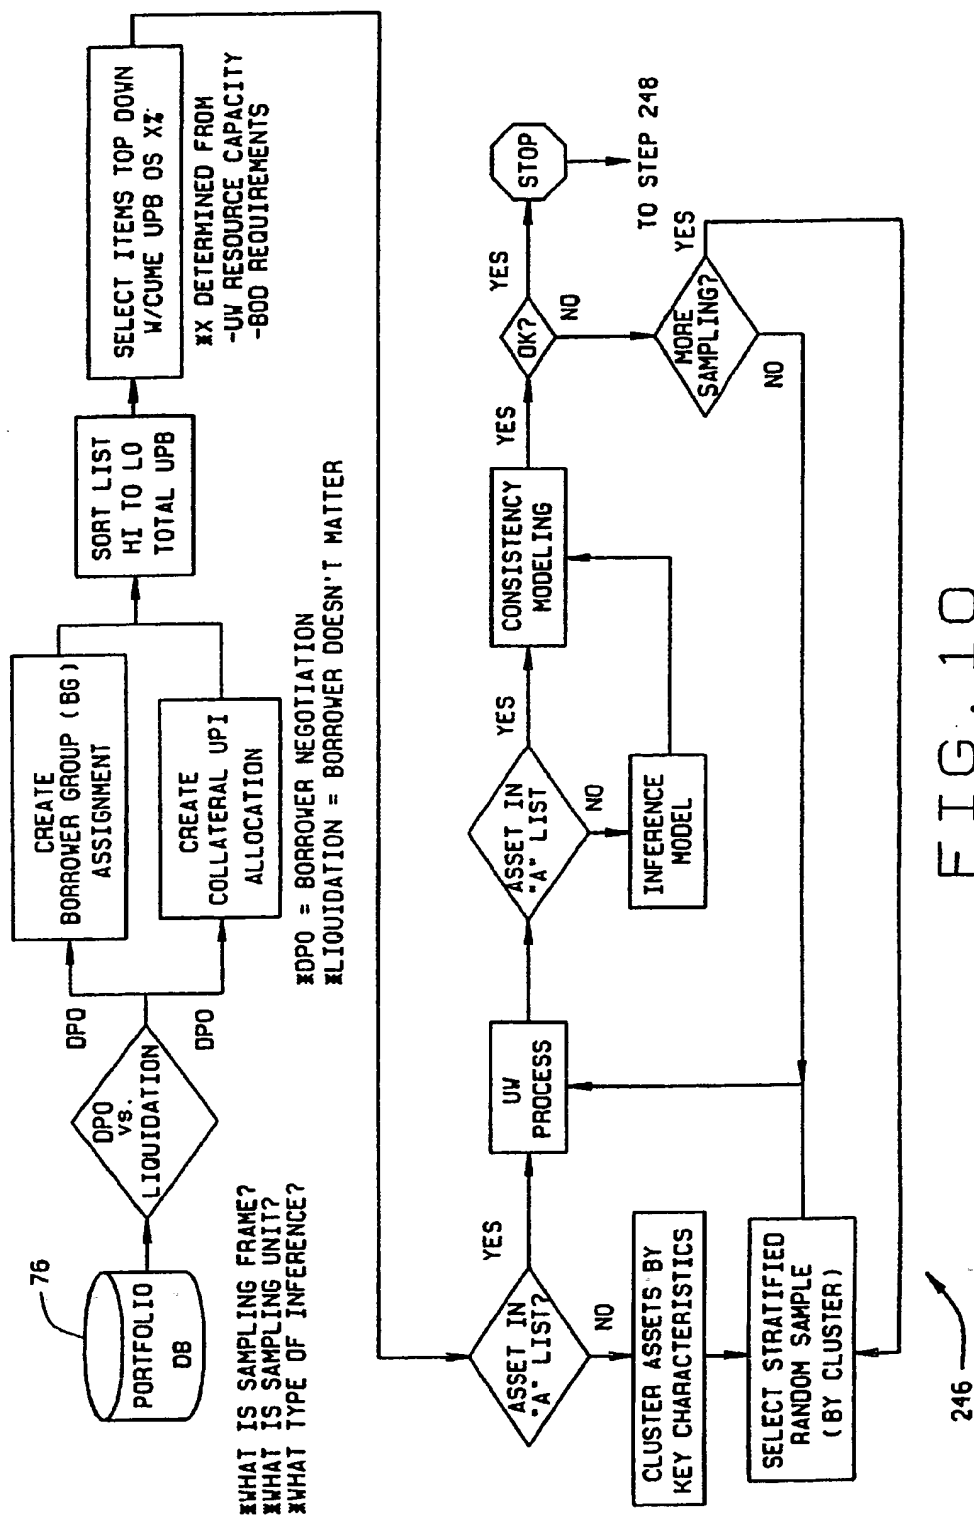 76
PORTFOLIO
DB
*WHAT IS SAMPLING FRAME?
*WHAT IS SAMPLING UNIT?
*WHAT TYPE OF INFERENCE?
DPO
vs.
LIQUIDATION
DPO
DPO
CREATE
BORROWER GROUP (BG)
ASSIGNMENT
CREATE
COLLATERAL UPI
ALLOCATION
*DPO = BORROWER NEGOTIATION
*LIQUIDATION = BORROWER DOESN'T MATTER
SORT LIST
HI TO LO
TOTAL UPB
SELECT ITEMS TOP DOWN
W/CUME UPB OS X%
*X DETERMINED FROM
-UW RESOURCE CAPACITY
-BOD REQUIREMENTS
ASSET IN
"A" LIST?
YES
NO
CLUSTER ASSETS BY
KEY CHARACTERISTICS
SELECT STRATIFIED
RANDOM SAMPLE
(BY CLUSTER)
UW
PROCESS
ASSET IN
"A" LIST
YES
NO
INFERENCE
MODEL
CONSISTENCY
MODELING
YES
OK?
YES
NO
STOP
TO STEP 248
MORE
SAMPLING?
YES
NO
246
FIG. 10